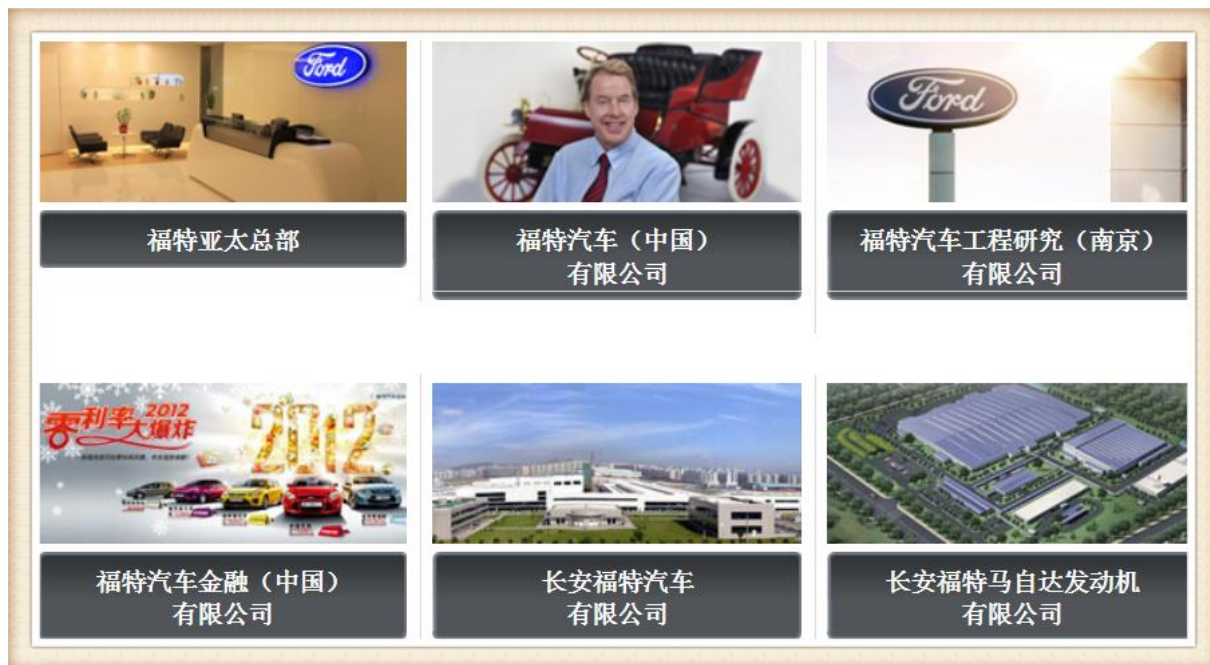 Ford
Ford
福特亚太总部
福特汽车（中国）
有限公司
福特汽车工程研究（南京）
有限公司
零利率 2012
大爆炸
2012
福特汽车金融（中国）
有限公司
长安福特汽车
有限公司
长安福特马自达发动机
有限公司